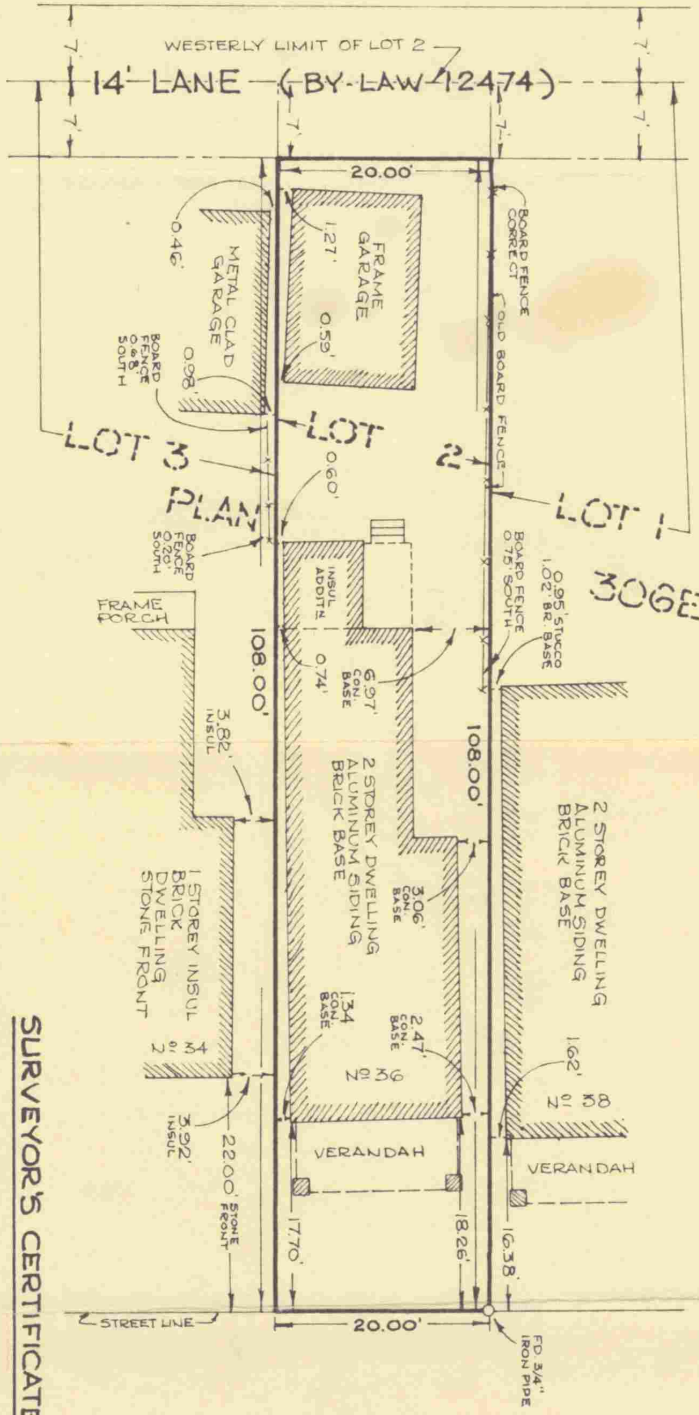 7'
7'
WESTERLY LIMIT OF LOT 2
14' LANE (BY-LAW 12474)
7'
7'
7'
7'
20.00'
BOARD FENCE
CORRECT
0.46'
1.27'
FRAME
GARAGE
METAL CLAD
GARAGE
OLD BOARD FENCE
0.59'
BOARD
FENCE
0.68'
SOUTH
0.98'
LOT 3
LOT
2
LOT 1
PLAN
306E
0.60'
BOARD
FENCE
0.20'
SOUTH
INSUL
ADDIT'N
BOARD FENCE
0.75' SOUTH
0.95' STUCCO
1.02' BR. BASE
FRAME
PORCH
108.00'
0.74'
6.97'
CON.
BASE
108.00'
3.82'
INSUL
2 STOREY DWELLING
ALUMINUM SIDING
BRICK BASE
2 STOREY DWELLING
ALUMINUM SIDING
BRICK BASE
3.06'
CON.
BASE
1 STOREY INSUL
BRICK
DWELLING
STONE FRONT
1.34
CON.
BASE
2.47'
CON.
BASE
1.62'
Nº 34
Nº 36
Nº 38
3.92'
INSUL
VERANDAH
VERANDAH
22.00' STONE
FRONT
17.70'
18.26'
16.38'
STREET LINE
20.00'
FD. 3/4"
IRON PIPE
SURVEYOR'S CERTIFICATE